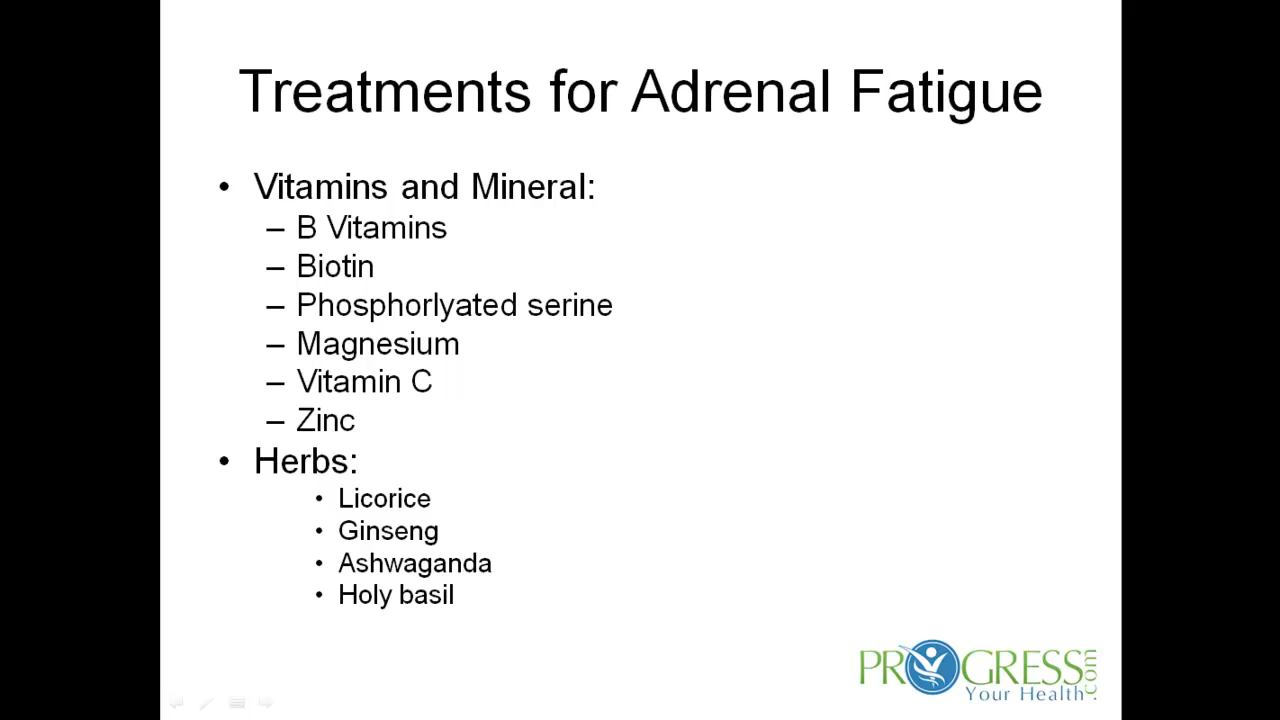 Treatments for Adrenal Fatigue
• Vitamins and Mineral:
– B Vitamins
– Biotin
– Phosphorlyated serine
– Magnesium
– Vitamin C
– Zinc
• Herbs:
• Licorice
• Ginseng
• Ashwaganda
• Holy basil
PROGRESS
Your Health.com